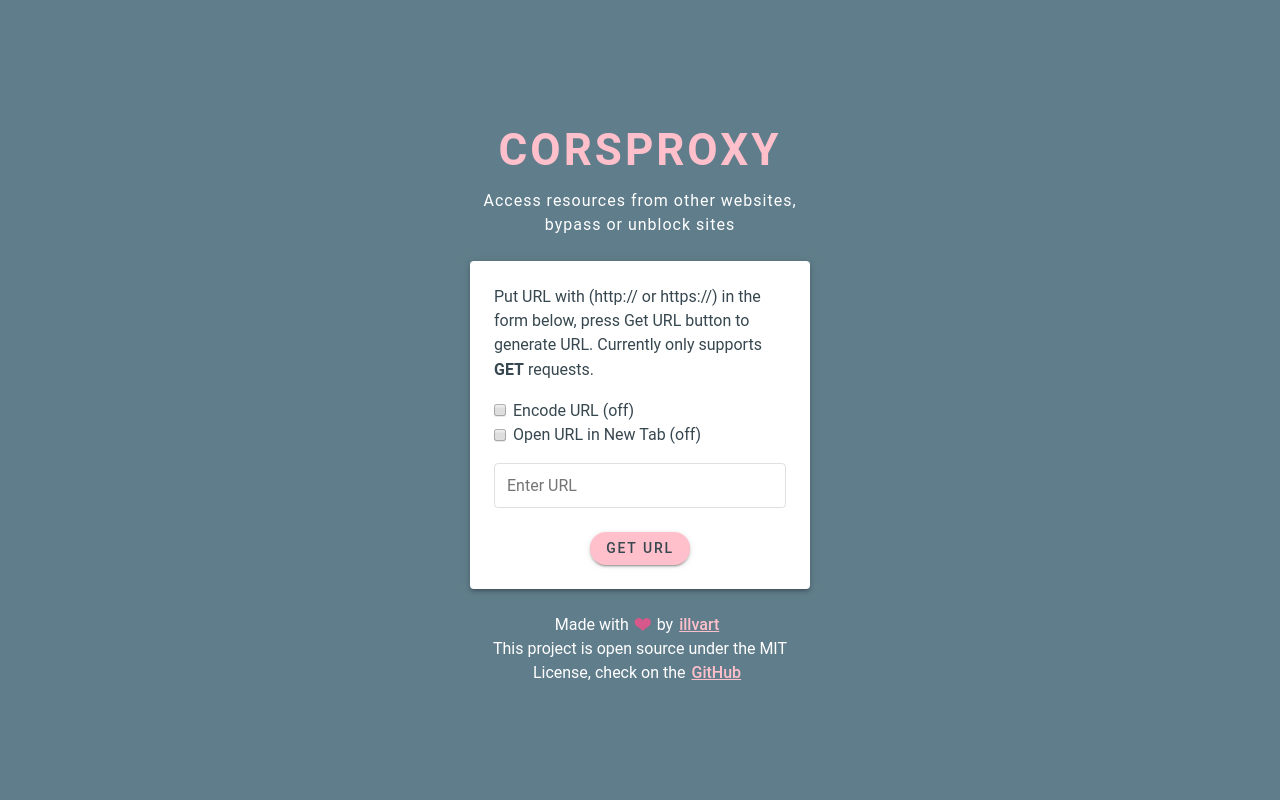 CORSPROXY
Access resources from other websites,
bypass or unblock sites
Put URL with (http:// or https://) in the
form below, press Get URL button to
generate URL. Currently only supports
GET requests.
Encode URL (off)
Open URL in New Tab (off)
Enter URL
GET URL
Made with ❤ by illvart
This project is open source under the MIT
License, check on the GitHub